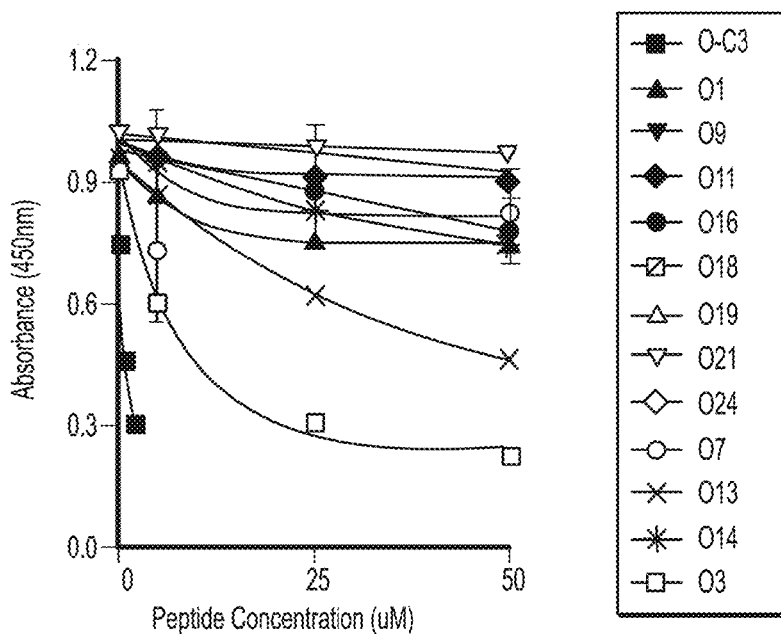 1.2
0.9
0.6
0.3
0.0
Absorbance (450nm)
0
25
50
Peptide Concentration (uM)
O-C3
O1
O9
O11
O16
O18
O19
O21
O24
O7
O13
O14
O3